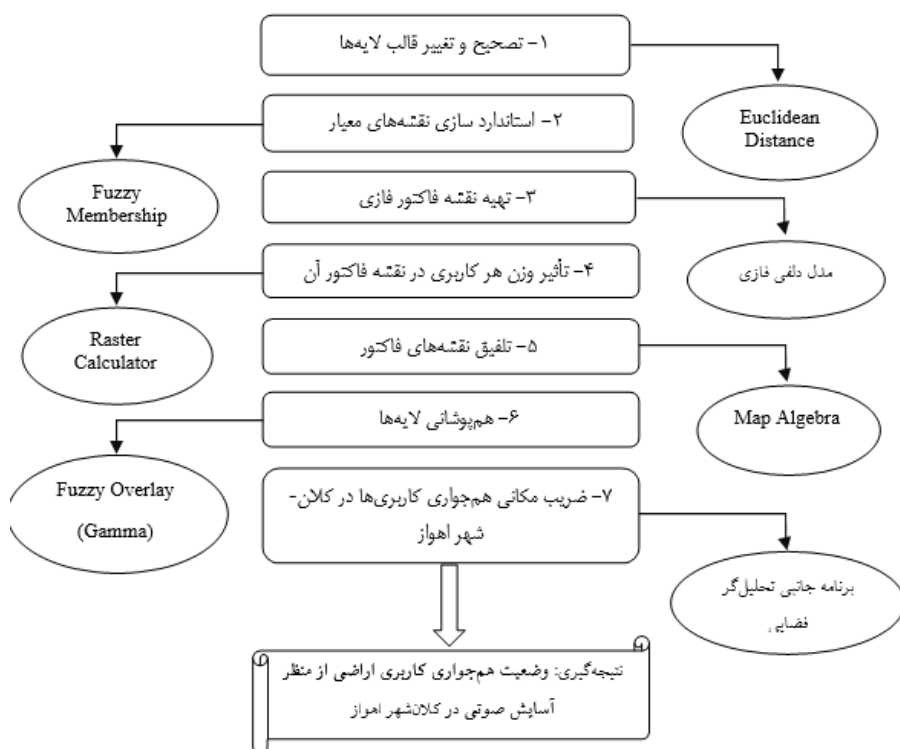 ۱- تصحیح و تغییر قالب لایه‌ها
Euclidean
Distance
۲- استاندارد سازی نقشه‌های معیار
Fuzzy
Membership
۳- تهیه نقشه فاکتور فازی
مدل دلفی فازی
۴- تأثیر وزن هر کاربری در نقشه فاکتور آن
Raster
Calculator
۵- تلفیق نقشه‌های فاکتور
Map Algebra
۶- هم‌پوشانی لایه‌ها
Fuzzy Overlay
(Gamma)
۷- ضریب مکانی هم‌جواری کاربری‌ها در کلان-
شهر اهواز
برنامه جانبی تحلیل‌گر
فضایی
نتیجه‌گیری: وضعیت هم‌جواری کاربری اراضی از منظر
آسایش صوتی در کلان‌شهر اهواز